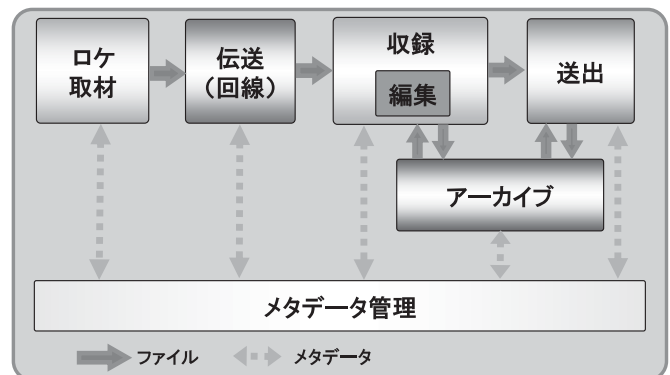 ロケ
取材
伝送
（回線）
収録
編集
送出
アーカイブ
メタデータ管理
ファイル
メタデータ